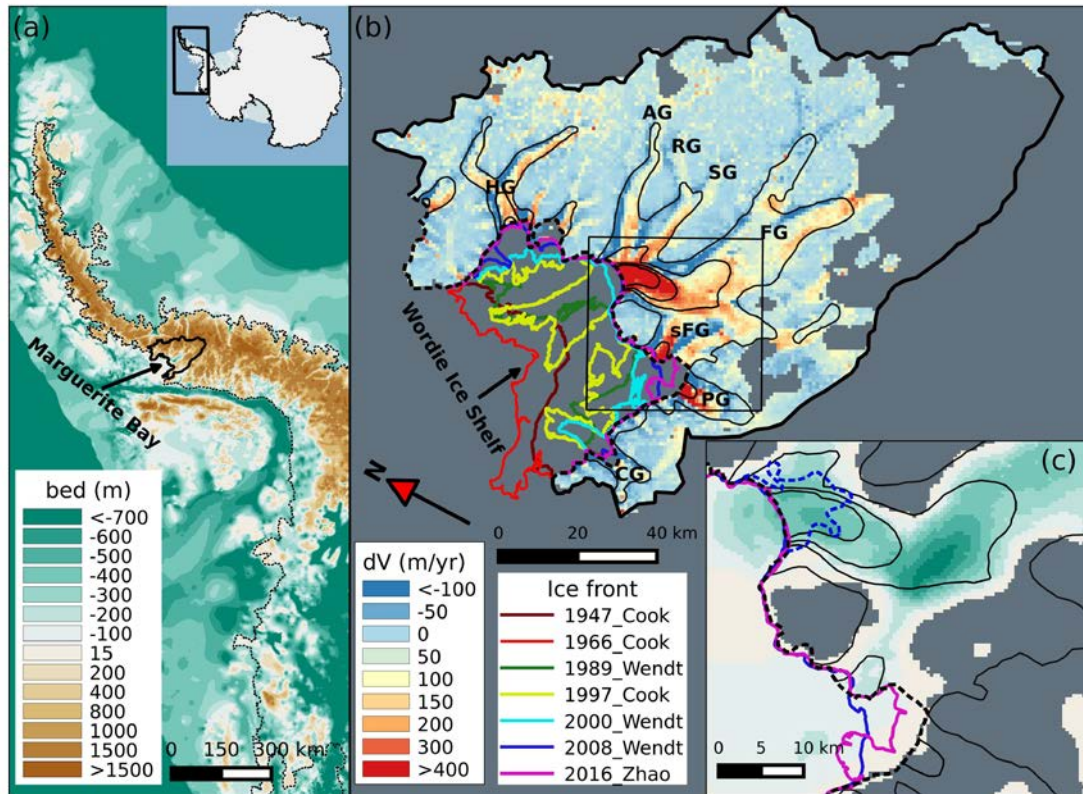 (a)
Marguerite Bay
bed (m)
<-700
-600
-500
-400
-300
-200
-100
15
200
400
800
1000
1500
>1500
0
150
300 km
(b)
AG
RG
SG
HG
FG
sFG
PG
CG
Wordie Ice Shelf
N
0
20
40 km
dV (m/yr)
<-100
-50
0
50
100
150
200
300
>400
Ice front
1947_Cook
1966_Cook
1989_Wendt
1997_Cook
2000_Wendt
2008_Wendt
2016_Zhao
(c)
0
5
10 km